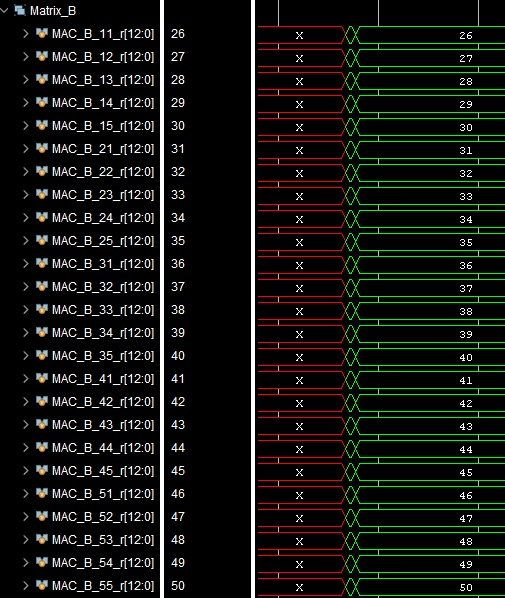 Matrix_B
MAC_B_11_r[12:0] 26 X 26
MAC_B_12_r[12:0] 27 X 27
MAC_B_13_r[12:0] 28 X 28
MAC_B_14_r[12:0] 29 X 29
MAC_B_15_r[12:0] 30 X 30
MAC_B_21_r[12:0] 31 X 31
MAC_B_22_r[12:0] 32 X 32
MAC_B_23_r[12:0] 33 X 33
MAC_B_24_r[12:0] 34 X 34
MAC_B_25_r[12:0] 35 X 35
MAC_B_31_r[12:0] 36 X 36
MAC_B_32_r[12:0] 37 X 37
MAC_B_33_r[12:0] 38 X 38
MAC_B_34_r[12:0] 39 X 39
MAC_B_35_r[12:0] 40 X 40
MAC_B_41_r[12:0] 41 X 41
MAC_B_42_r[12:0] 42 X 42
MAC_B_43_r[12:0] 43 X 43
MAC_B_44_r[12:0] 44 X 44
MAC_B_45_r[12:0] 45 X 45
MAC_B_51_r[12:0] 46 X 46
MAC_B_52_r[12:0] 47 X 47
MAC_B_53_r[12:0] 48 X 48
MAC_B_54_r[12:0] 49 X 49
MAC_B_55_r[12:0] 50 X 50